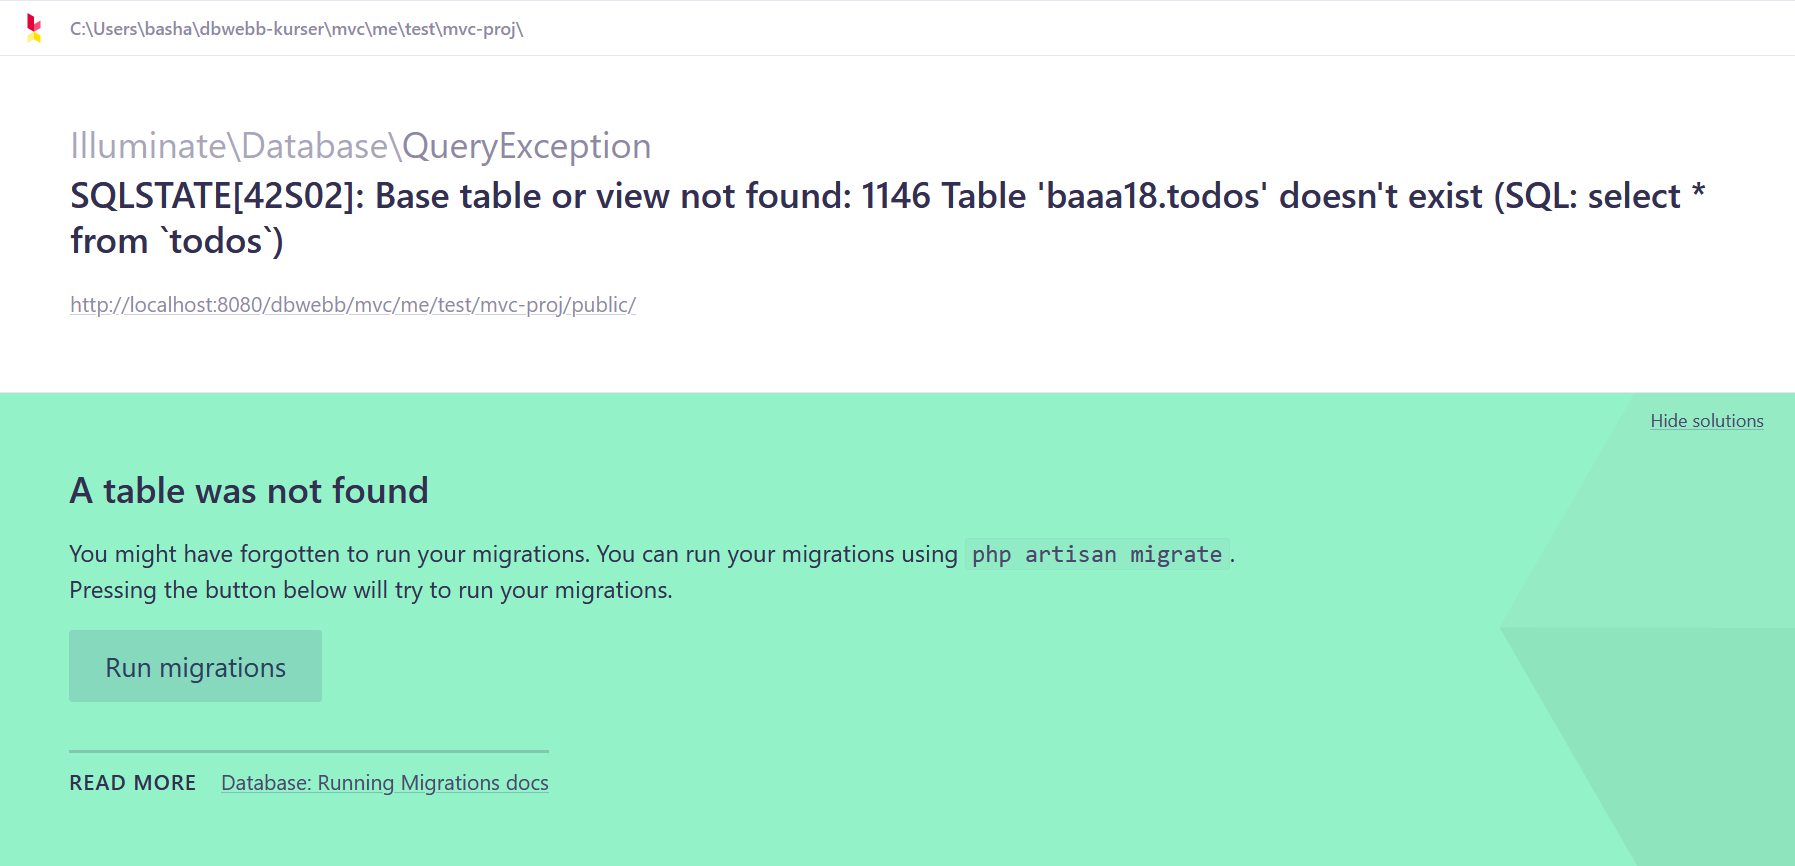 C:\Users\basha\dbwebb-kurser\mvc\me\test\mvc-proj\
Illuminate\Database\QueryException
SQLSTATE[42S02]: Base table or view not found: 1146 Table 'baaa18.todos' doesn't exist (SQL: select *
from `todos`)
http://localhost:8080/dbwebb/mvc/me/test/mvc-proj/public/
Hide solutions
A table was not found
You might have forgotten to run your migrations. You can run your migrations using php artisan migrate.
Pressing the button below will try to run your migrations.
Run migrations
READ MORE Database: Running Migrations docs